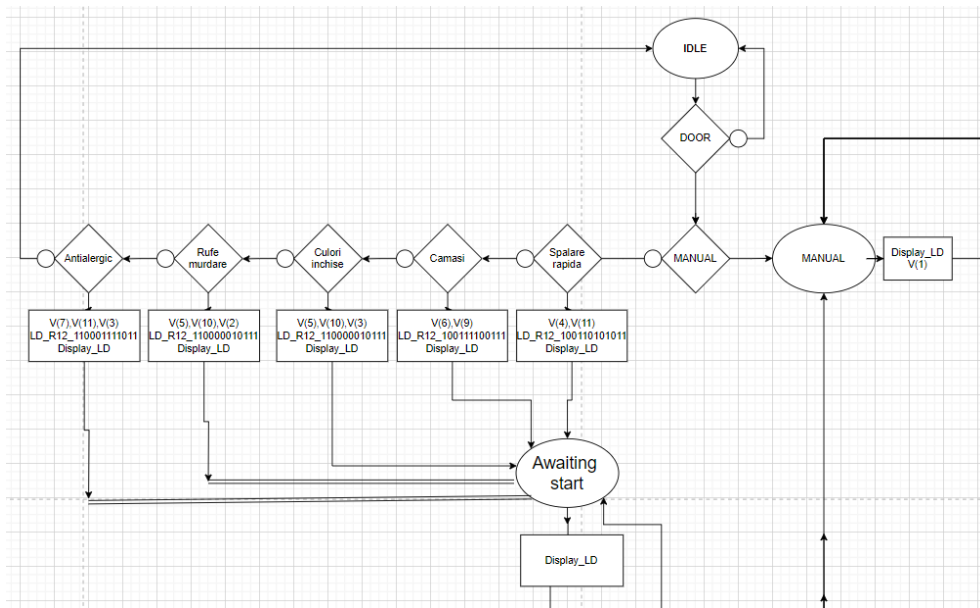 IDLE
DOOR
Antialergic
Rufe
murdare
Culori
inchise
Camasi
Spalare
rapida
MANUAL
MANUAL
Display_LD
V(1)
V(7),V(11),V(3)
LD_R12_110001111011
Display_LD
V(5),V(10),V(2)
LD_R12_110000010111
Display_LD
V(5),V(10),V(3)
LD_R12_110000010111
Display_LD
V(6),V(9)
LD_R12_100111100111
Display_LD
V(4),V(11)
LD_R12_100110101011
Display_LD
Awaiting
start
Display_LD